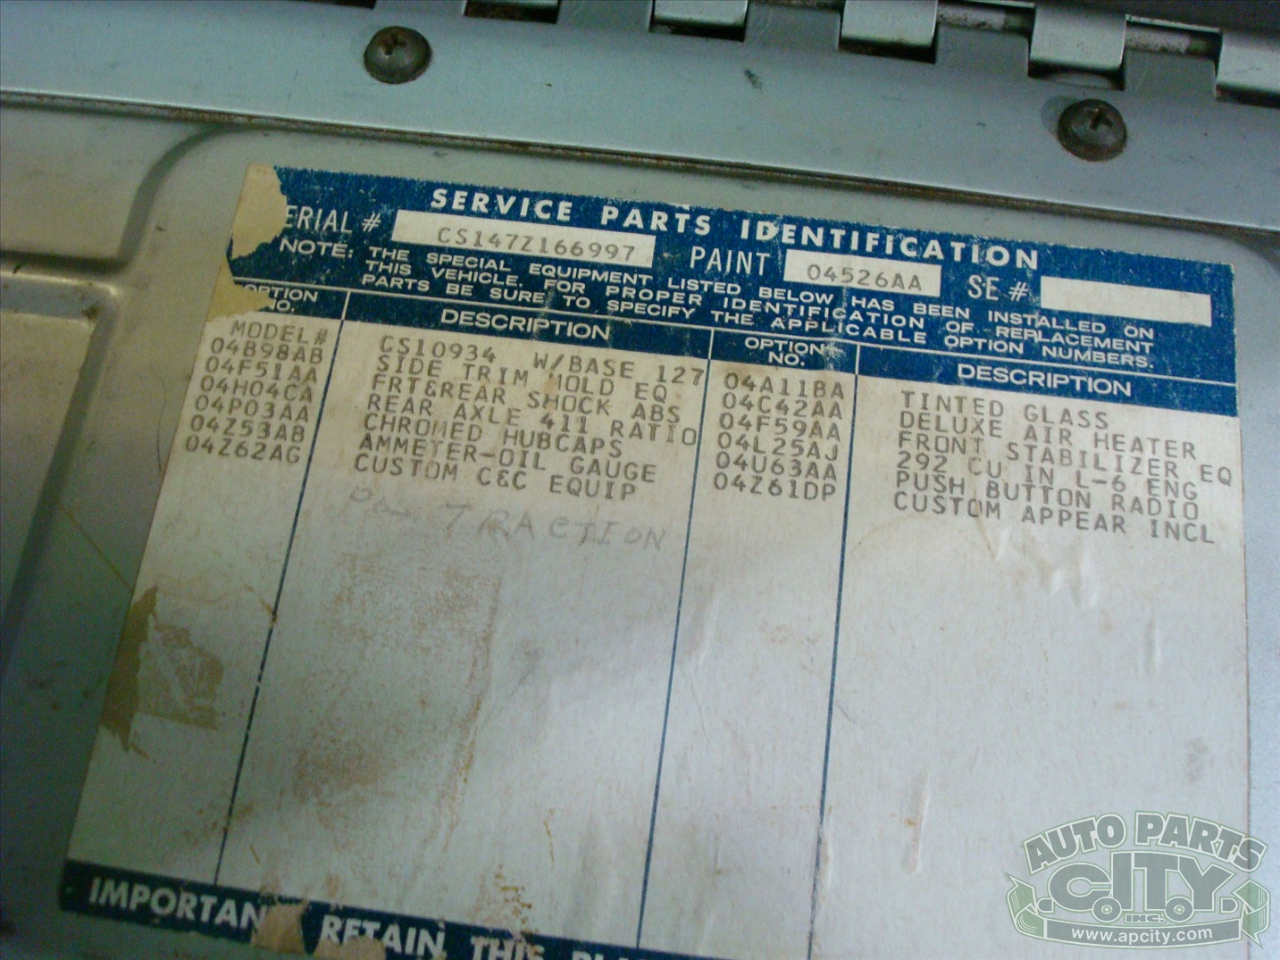 SERVICE PARTS IDENTIFICATION
ERIAL # CS147Z166997 PAINT 04526AA SE #
NOTE: THE SPECIAL EQUIPMENT LISTED BELOW HAS BEEN INSTALLED ON
THIS VEHICLE. FOR PROPER IDENTIFICATION OF REPLACEMENT
PARTS BE SURE TO SPECIFY THE APPLICABLE OPTION NUMBERS.
OPTION NO. DESCRIPTION OPTION NO. DESCRIPTION
MODEL# CS10934 W/BASE 127 04A11BA TINTED GLASS
04B98AB SIDE TRIM MOLD EQ 04C42AA DELUXE AIR HEATER
04F51AA FRT&REAR SHOCK ABS 04F59AA FRONT STABILIZER EQ
04H04CA REAR AXLE 411 RATIO 04L25AJ 292 CU IN L-6 ENG
04P03AA CHROMED HUBCAPS 04U63AA PUSH BUTTON RADIO
04Z53AB AMMETER-OIL GAUGE 04Z61DP CUSTOM APPEAR INCL
04Z62AG CUSTOM C&C EQUIP
TRACTION
IMPORTAN RETAIN THIS
AUTO PARTS
C.I.T.Y.
INC.
www.apcity.com